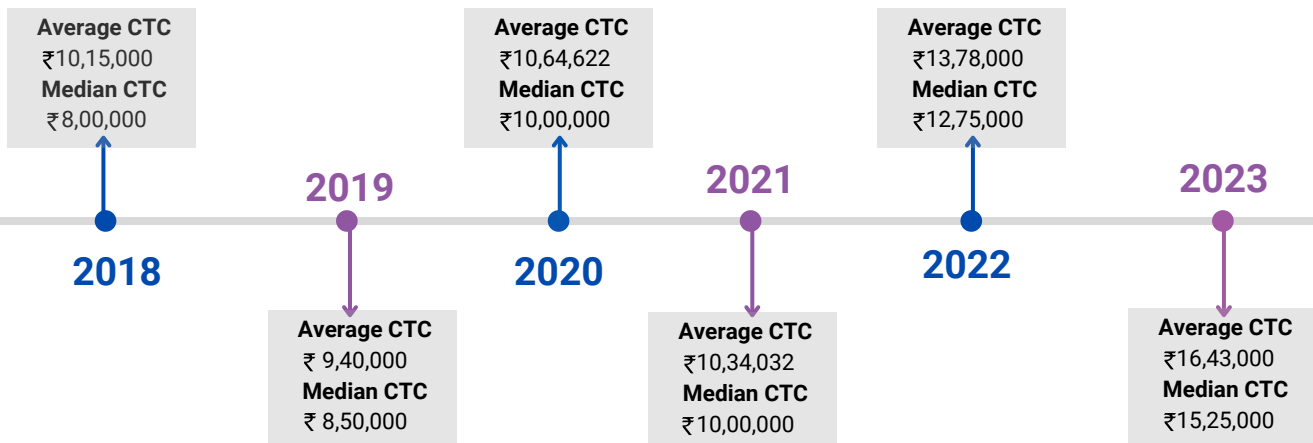 Average CTC
₹10,15,000
Median CTC
₹8,00,000
2018
2019
Average CTC
₹ 9,40,000
Median CTC
₹ 8,50,000
Average CTC
₹10,64,622
Median CTC
₹10,00,000
2020
2021
Average CTC
₹10,34,032
Median CTC
₹10,00,000
Average CTC
₹13,78,000
Median CTC
₹12,75,000
2022
2023
Average CTC
₹16,43,000
Median CTC
₹15,25,000